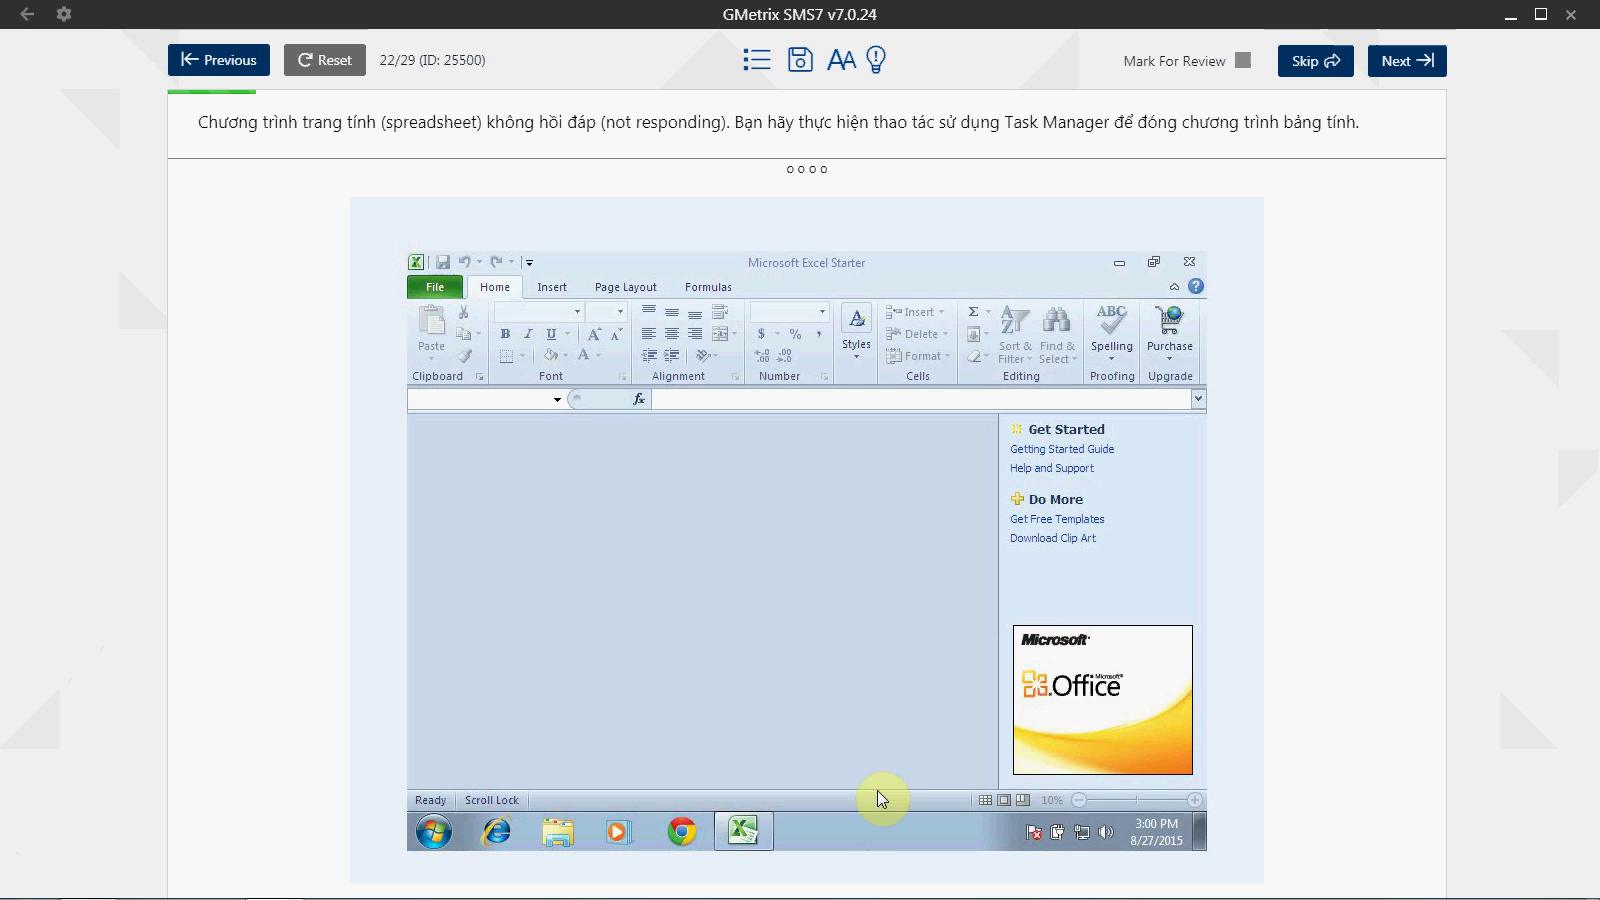 GMetrix SMS7 v7.0.24
Previous Reset 22/29 (ID: 25500) AA Mark For Review Skip Next
Chương trình trang tính (spreadsheet) không hồi đáp (not responding). Bạn hãy thực hiện thao tác sử dụng Task Manager để đóng chương trình bảng tính.
Microsoft Excel Starter
File Home Insert Page Layout Formulas
Paste
B I U A A
$ % ,
Styles
Insert
Delete
Format
Σ
Sort & Filter
Find & Select
ABC
Spelling
Purchase
Clipboard Font Alignment Number Cells Editing Proofing Upgrade
fx
Get Started
Getting Started Guide
Help and Support
Do More
Get Free Templates
Download Clip Art
Microsoft
Microsoft
Office
Ready Scroll Lock 10%
3:00 PM
8/27/2015